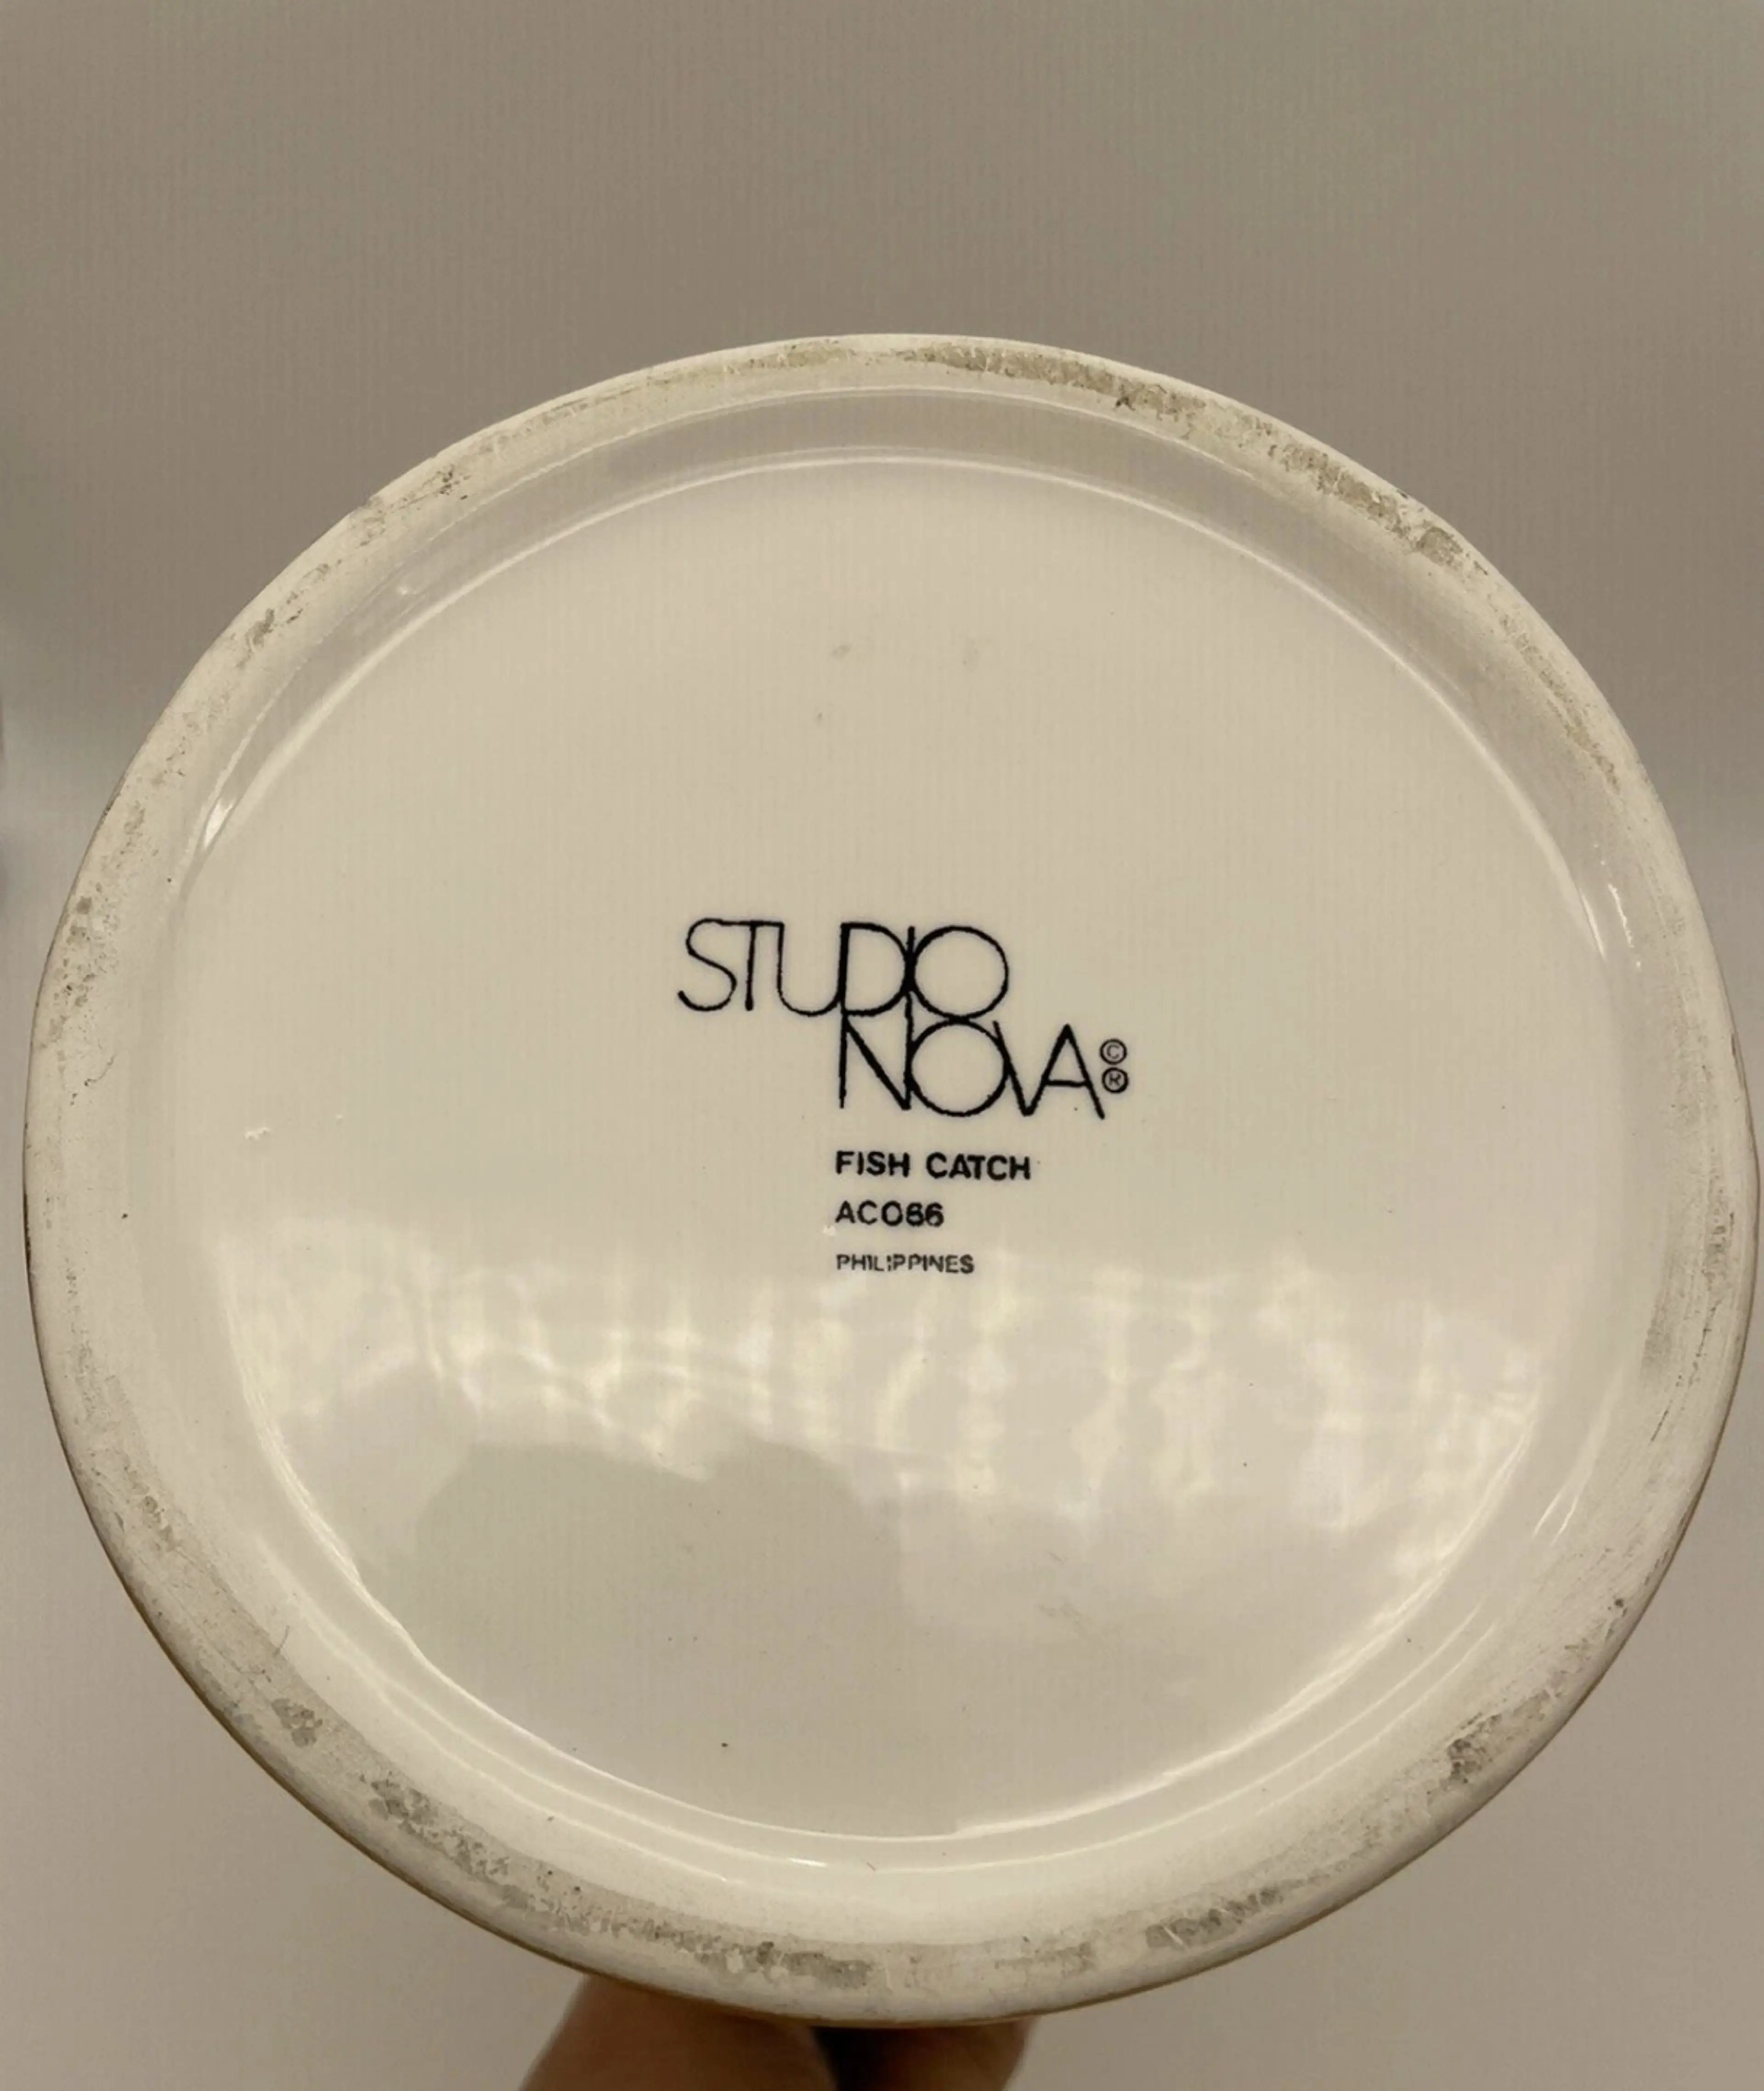 STUDIO
NOVA ©
®
FISH CATCH
AC066
PHILIPPINES